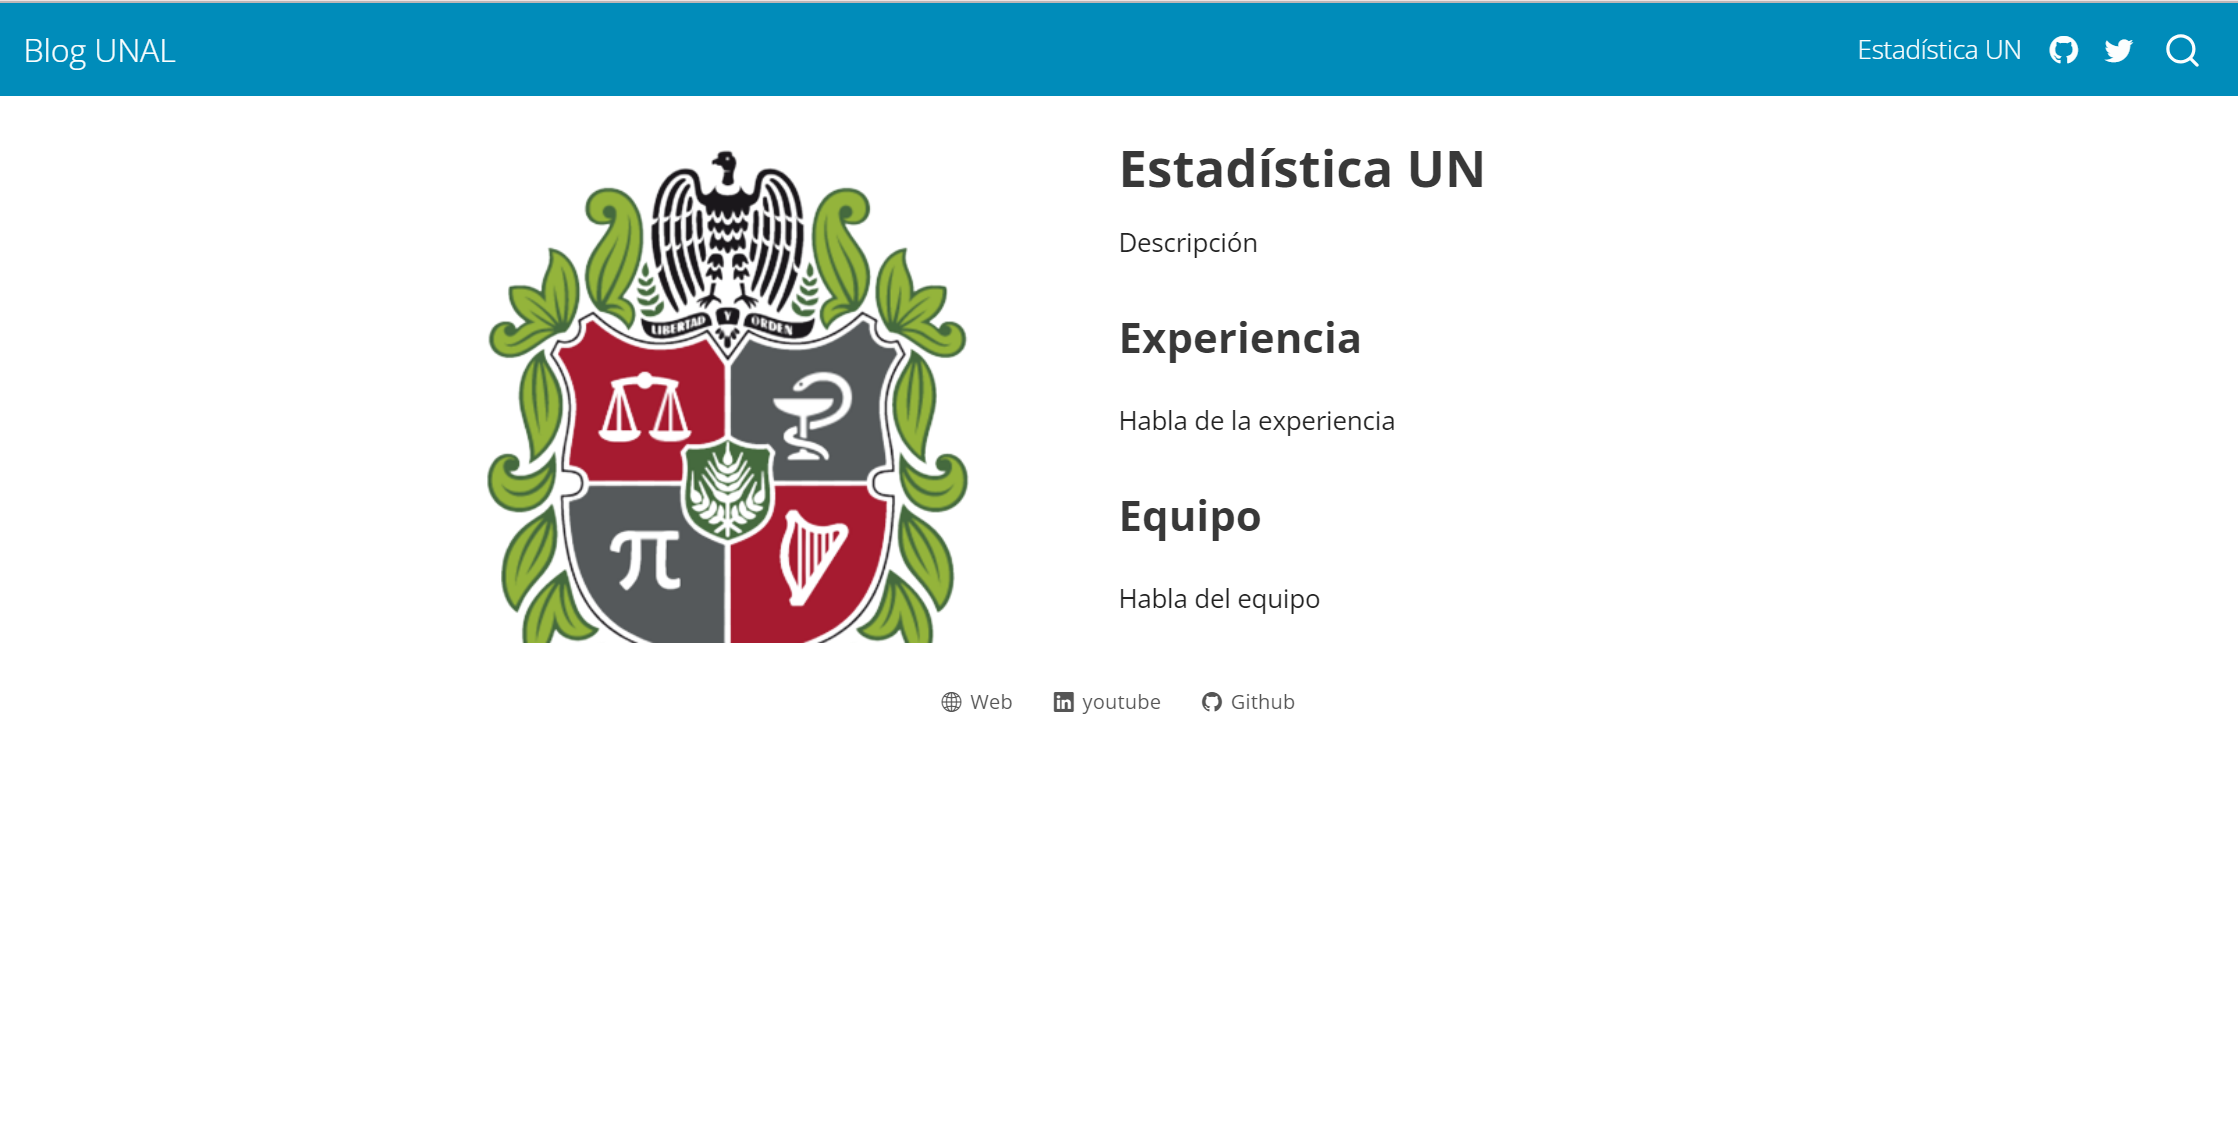 Blog UNAL
Estadística UN
LIBERTAD Y ORDEN
Estadística UN
Descripción
Experiencia
Habla de la experiencia
Equipo
Habla del equipo
Web
youtube
Github